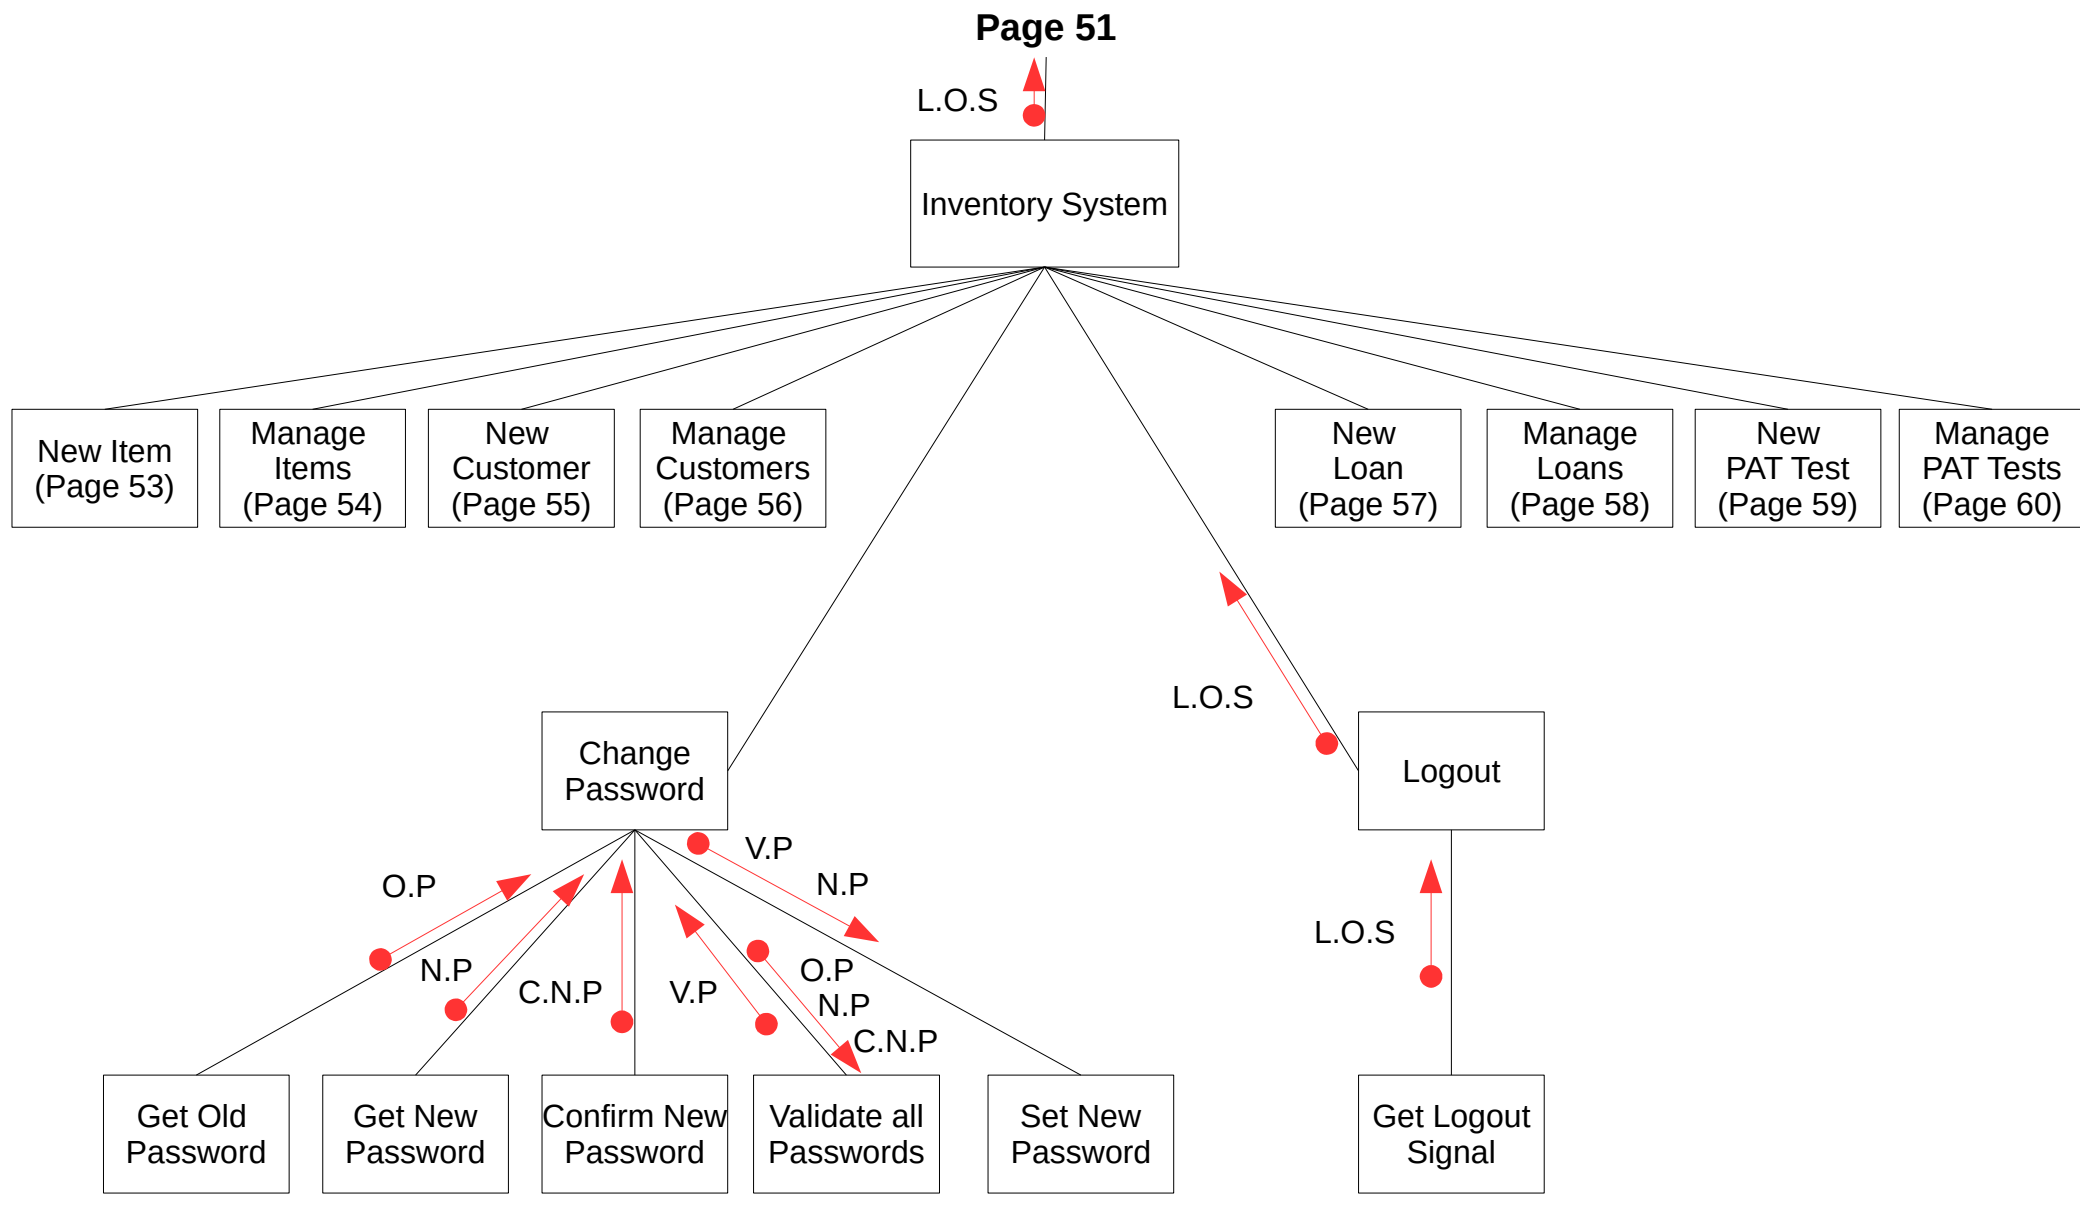 Page 51
L.O.S
Inventory System
New Item
(Page 53)
Manage
Items
(Page 54)
New
Customer
(Page 55)
Manage
Customers
(Page 56)
New
Loan
(Page 57)
Manage
Loans
(Page 58)
New
PAT Test
(Page 59)
Manage
PAT Tests
(Page 60)
L.O.S
Change
Password
Logout
V.P
N.P
O.P
N.P
C.N.P
V.P
O.P
N.P
C.N.P
L.O.S
Get Old
Password
Get New
Password
Confirm New
Password
Validate all
Passwords
Set New
Password
Get Logout
Signal